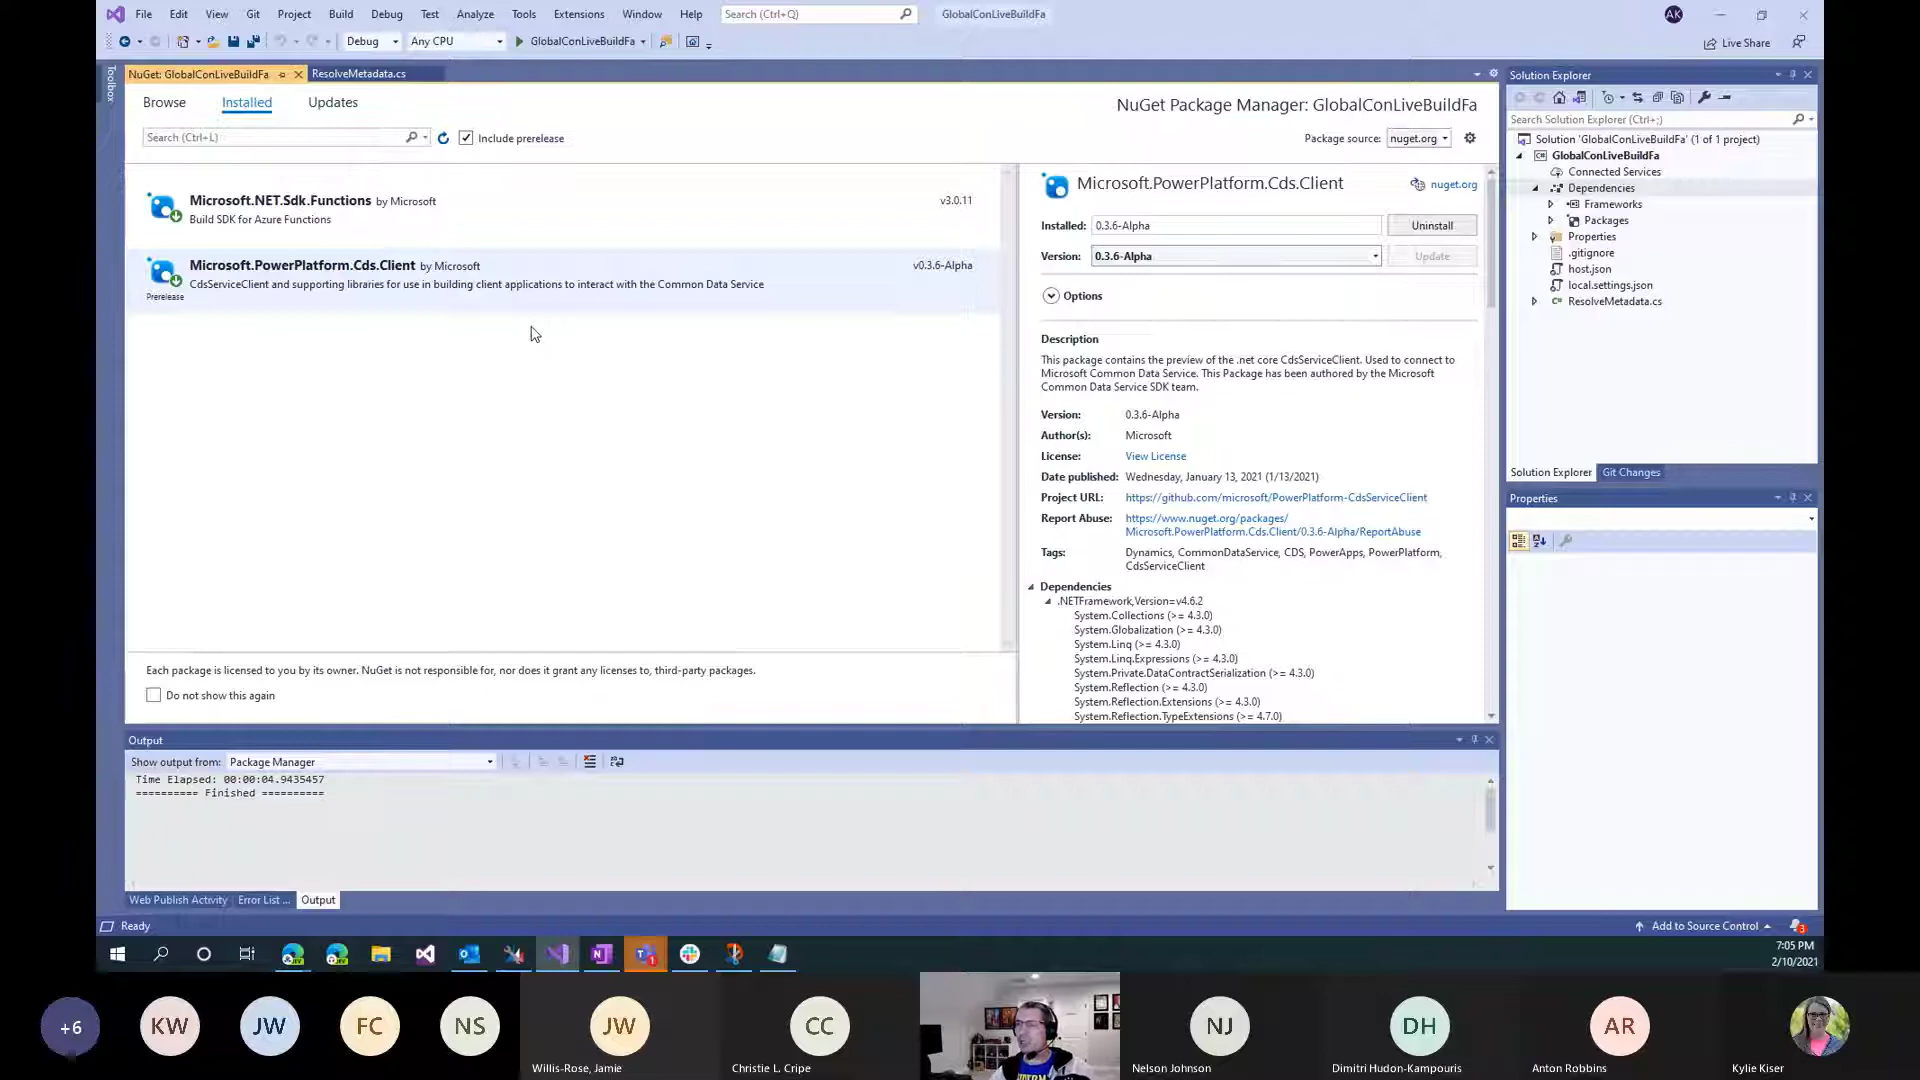 File Edit View Git Project Build Debug Test Analyze Tools Extensions Window Help Search (Ctrl+Q) GlobalConLiveBuildFa AK
Debug Any CPU GlobalConLiveBuildFa Live Share
Toolbox
NuGet: GlobalConLiveBuildFa ResolveMetadata.cs
Browse Installed Updates
NuGet Package Manager: GlobalConLiveBuildFa
Search (Ctrl+L) Include prerelease
Package source: nuget.org
Microsoft.NET.Sdk.Functions by Microsoft v3.0.11
Build SDK for Azure Functions
Microsoft.PowerPlatform.Cds.Client by Microsoft v0.3.6-Alpha
CdsServiceClient and supporting libraries for use in building client applications to interact with the Common Data Service
Prerelease
Each package is licensed to you by its owner. NuGet is not responsible for, nor does it grant any licenses to, third-party packages.
Do not show this again
Microsoft.PowerPlatform.Cds.Client nuget.org
Installed: 0.3.6-Alpha Uninstall
Version: 0.3.6-Alpha Update
Options
Description
This package contains the preview of the .net core CdsServiceClient. Used to connect to
Microsoft Common Data Service. This Package has been authored by the Microsoft
Common Data Service SDK team.
Version: 0.3.6-Alpha
Author(s): Microsoft
License: View License
Date published: Wednesday, January 13, 2021 (1/13/2021)
Project URL: https://github.com/microsoft/PowerPlatform-CdsServiceClient
Report Abuse: https://www.nuget.org/packages/
Microsoft.PowerPlatform.Cds.Client/0.3.6-Alpha/ReportAbuse
Tags: Dynamics, CommonDataService, CDS, PowerApps, PowerPlatform,
CdsServiceClient
Dependencies
.NETFramework,Version=v4.6.2
System.Collections (>= 4.3.0)
System.Globalization (>= 4.3.0)
System.Linq (>= 4.3.0)
System.Linq.Expressions (>= 4.3.0)
System.Private.DataContractSerialization (>= 4.3.0)
System.Reflection (>= 4.3.0)
System.Reflection.Extensions (>= 4.3.0)
System.Reflection.TypeExtensions (>= 4.7.0)
Solution Explorer
Search Solution Explorer (Ctrl+;)
Solution 'GlobalConLiveBuildFa' (1 of 1 project)
GlobalConLiveBuildFa
Connected Services
Dependencies
Frameworks
Packages
Properties
.gitignore
host.json
local.settings.json
ResolveMetadata.cs
Solution Explorer Git Changes
Properties
Output
Show output from: Package Manager
Time Elapsed: 00:00:04.9435457
========== Finished ==========
Web Publish Activity Error List ... Output
Ready
Add to Source Control 3
7:05 PM
2/10/2021
+6 KW JW FC NS JW CC NJ DH AR
Willis-Rose, Jamie Christie L. Cripe Nelson Johnson Dimitri Hudon-Kampouris Anton Robbins Kylie Kiser